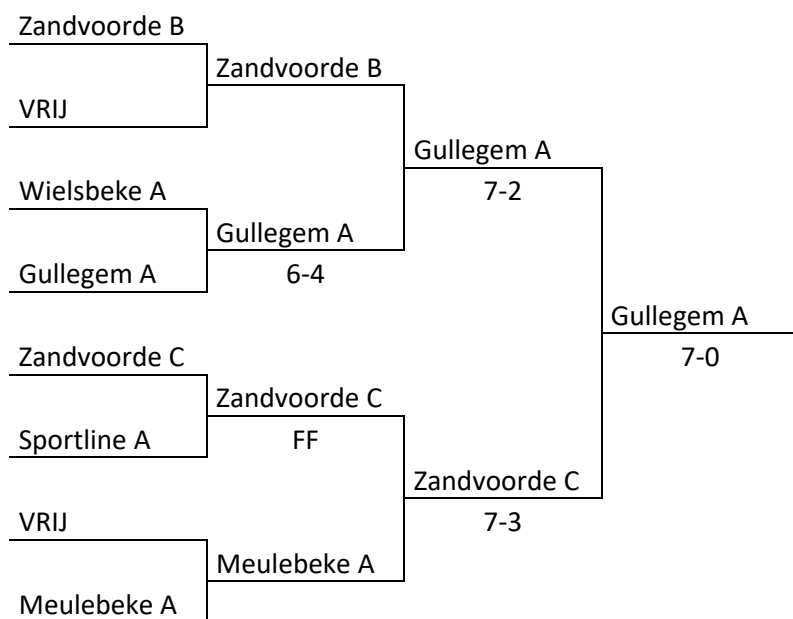 Zandvoorde B
Zandvoorde B
VRIJ
Gullegem A
7-2
Wielsbeke A
Gullegem A
6-4
Gullegem A
Gullegem A
7-0
Zandvoorde C
Zandvoorde C
FF
Sportline A
Zandvoorde C
7-3
VRIJ
Meulebeke A
Meulebeke A